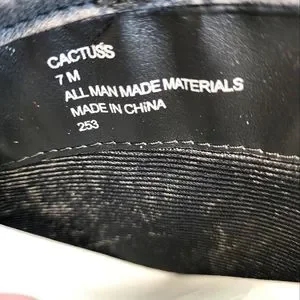 CACTUSS
7 M
ALL MAN MADE MATERIALS
MADE IN CHiNA
253